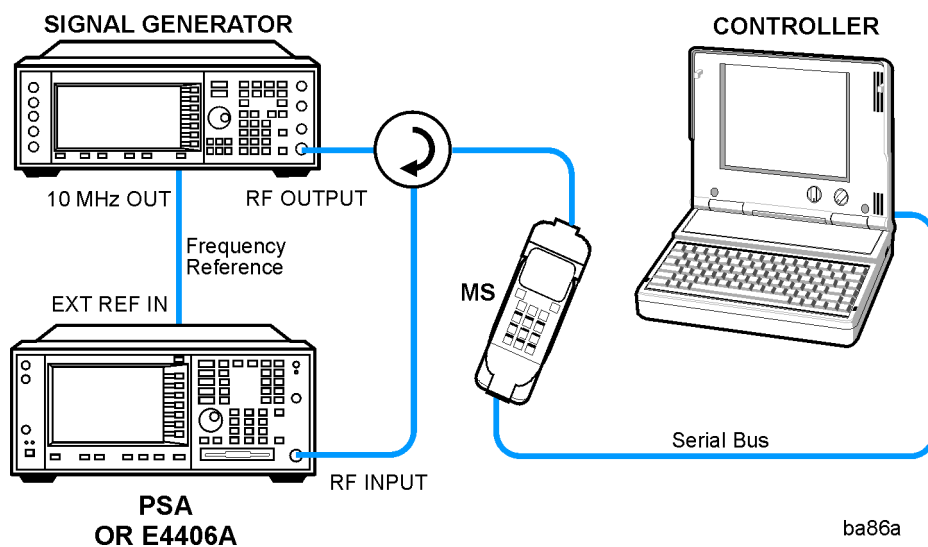 SIGNAL GENERATOR
CONTROLLER
10 MHz OUT
RF OUTPUT
Frequency
Reference
MS
EXT REF IN
Serial Bus
RF INPUT
PSA
OR E4406A
ba86a